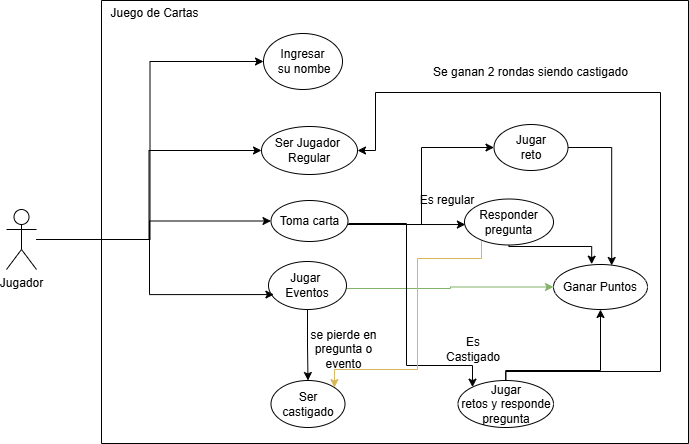 Juego de Cartas
Ingresar
su nombe
Se ganan 2 rondas siendo castigado
Ser Jugador
Regular
Jugar
reto
Es regular
Toma carta
Responder
pregunta
Jugador
Jugar
Eventos
Ganar Puntos
se pierde en
pregunta o
evento
Es
Castigado
Ser
castigado
Jugar
retos y responde
pregunta